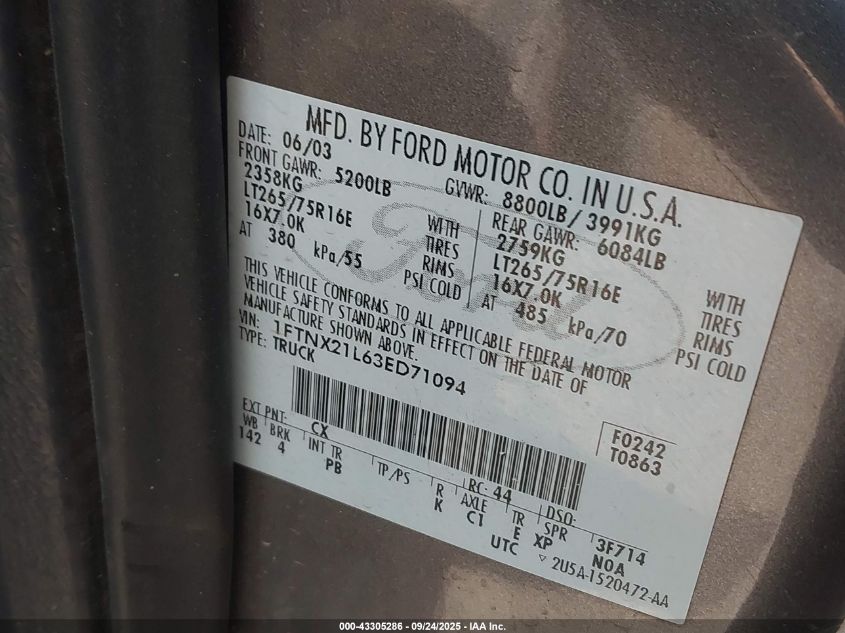 MFD. BY FORD MOTOR CO. IN U.S.A.
DATE: 06/03 GVWR: 8800LB/ 3991KG
FRONT GAWR: 5200LB REAR GAWR: 6084LB
2358KG WITH 2759KG WITH
LT265/75R16E TIRES LT265/75R16E TIRES
16X7.0K RIMS 16X7.0K RIMS
AT 380 kPa/55 PSI COLD AT 485 kPa/70 PSI COLD
THIS VEHICLE CONFORMS TO ALL APPLICABLE FEDERAL MOTOR
VEHICLE SAFETY STANDARDS IN EFFECT ON THE DATE OF
MANUFACTURE SHOWN ABOVE.
VIN: 1FTNX21L63ED71094
TYPE: TRUCK
Ford
F0242
T0863
EXT PNT: CX RC: 44 DSO:
WB BRK INT TR TP/PS R AXLE TR SPR 3F714
142 4 PB K C1 E XP N0A
UTC ▽ 2U5A-1520472-AA
000-43305286 - 09/24/2025 - IAA Inc.